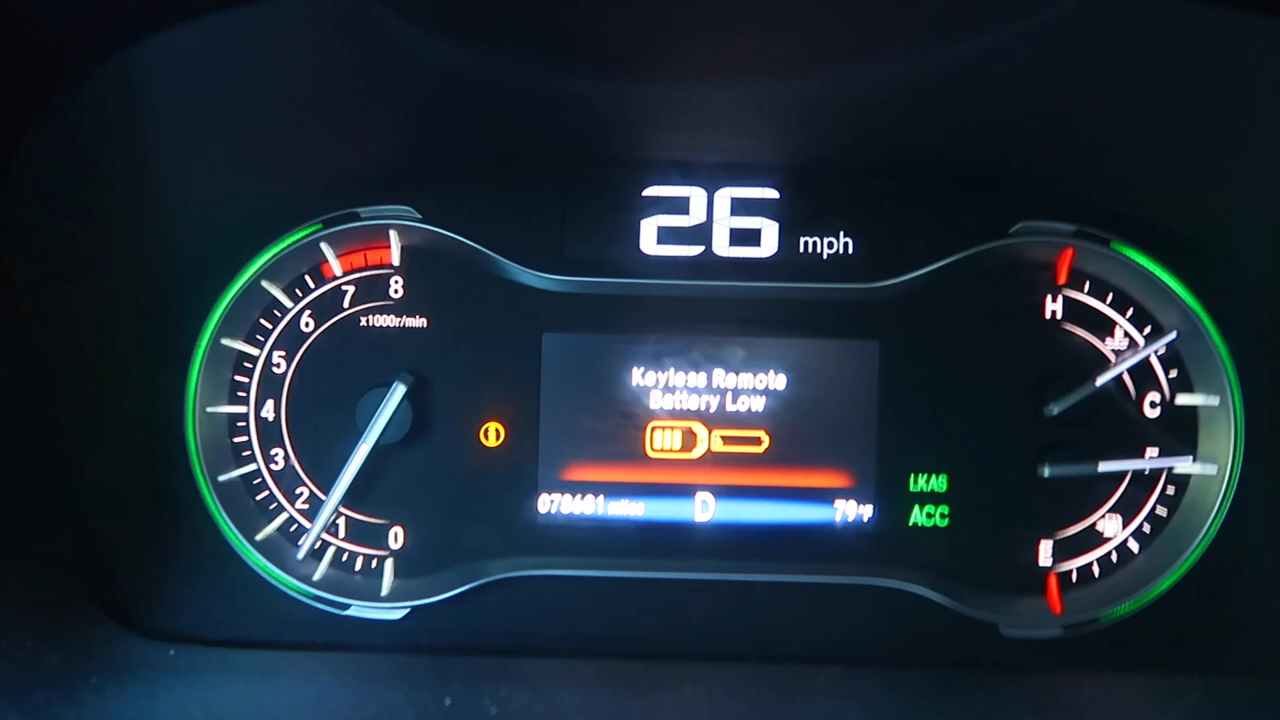 26 mph
8
7
6
5
4
3
2
1
0
x1000r/min
Keyless Remote
Battery Low
078681 miles D 79°F
LKAS
ACC
H
C
F
E